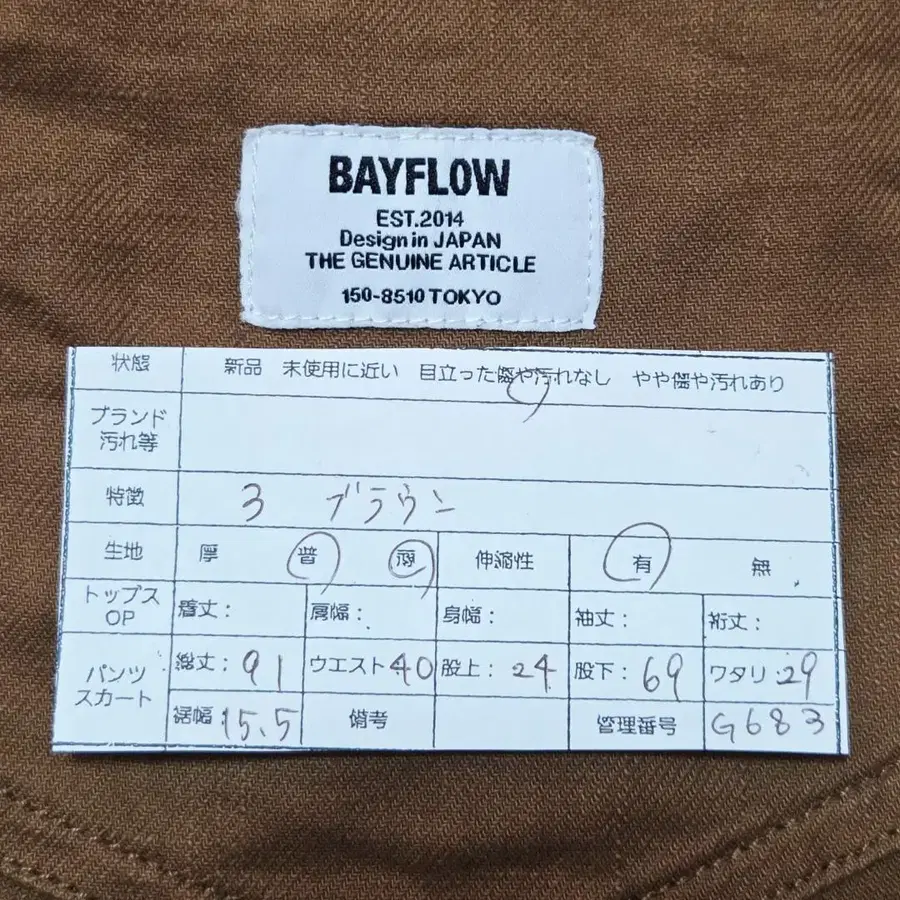 BAYFLOW
EST.2014
Design in JAPAN
THE GENUINE ARTICLE
150-8510 TOKYO
状態 新品 未使用に近い 目立った傷や汚れなし やや傷や汚れあり
ブランド
汚れ等
特徴 3 ブラウン
生地 厚 普 薄 伸縮性 有 無
トップス
OP
着丈: 肩幅: 身幅: 袖丈: 裄丈:
パンツ
スカート
総丈: 91 ウエスト 40 股上: 24 股下: 69 ワタリ: 29
裾幅 15.5 備考 管理番号 G683